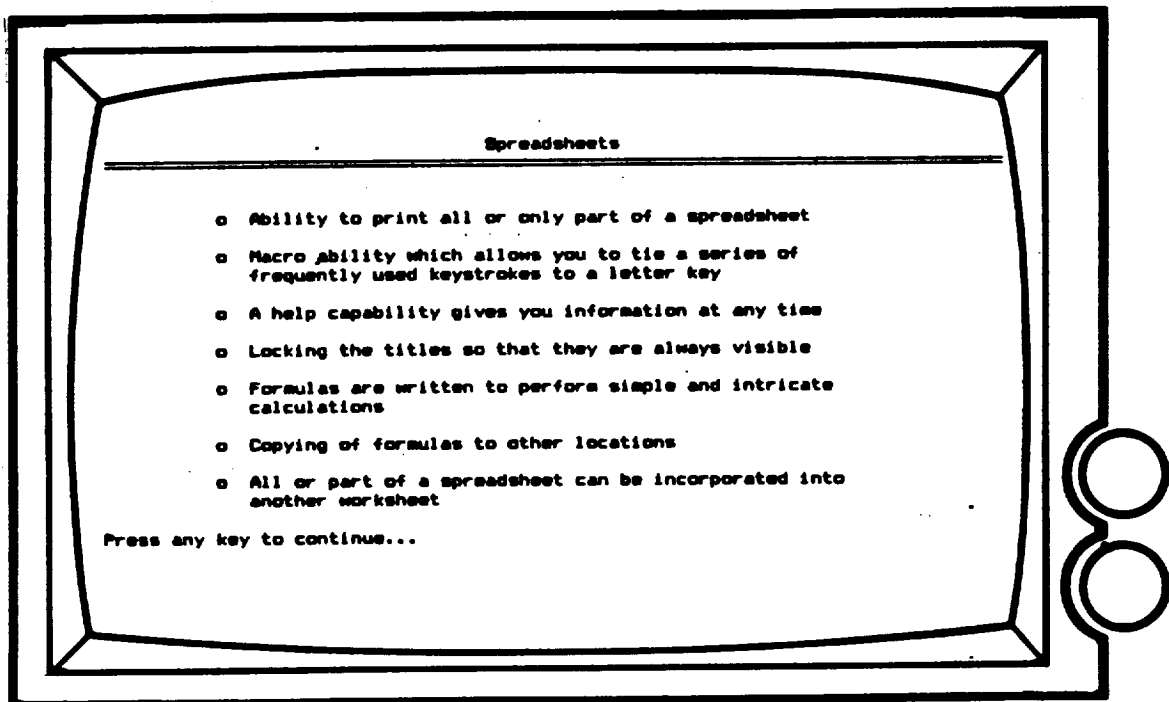 Spreadsheets
o Ability to print all or only part of a spreadsheet
o Macro ability which allows you to tie a series of
frequently used keystrokes to a letter key
o A help capability gives you information at any time
o Locking the titles so that they are always visible
o Formulas are written to perform simple and intricate
calculations
o Copying of formulas to other locations
o All or part of a spreadsheet can be incorporated into
another worksheet
Press any key to continue...